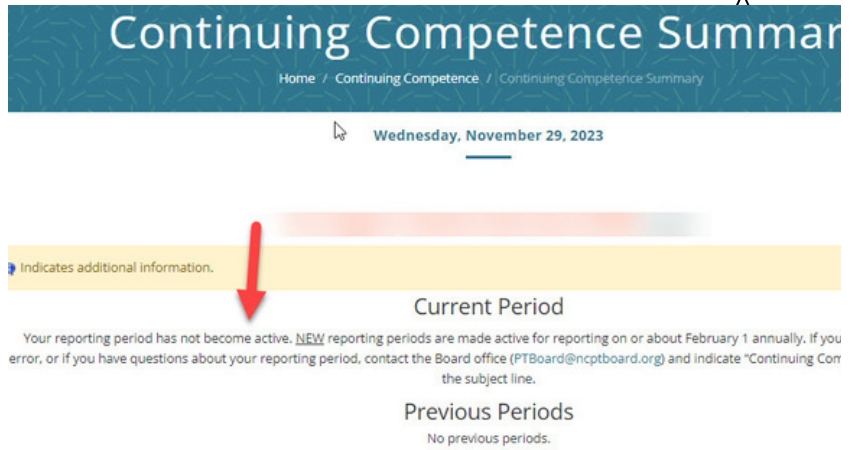 Continuing Competence Summar
Home / Continuing Competence / Continuing Competence Summary
Wednesday, November 29, 2023
Indicates additional information.
Current Period
Your reporting period has not become active. NEW reporting periods are made active for reporting on or about February 1 annually. If you
error, or if you have questions about your reporting period, contact the Board office (PTBoard@ncptboard.org) and indicate "Continuing Com
the subject line.
Previous Periods
No previous periods.